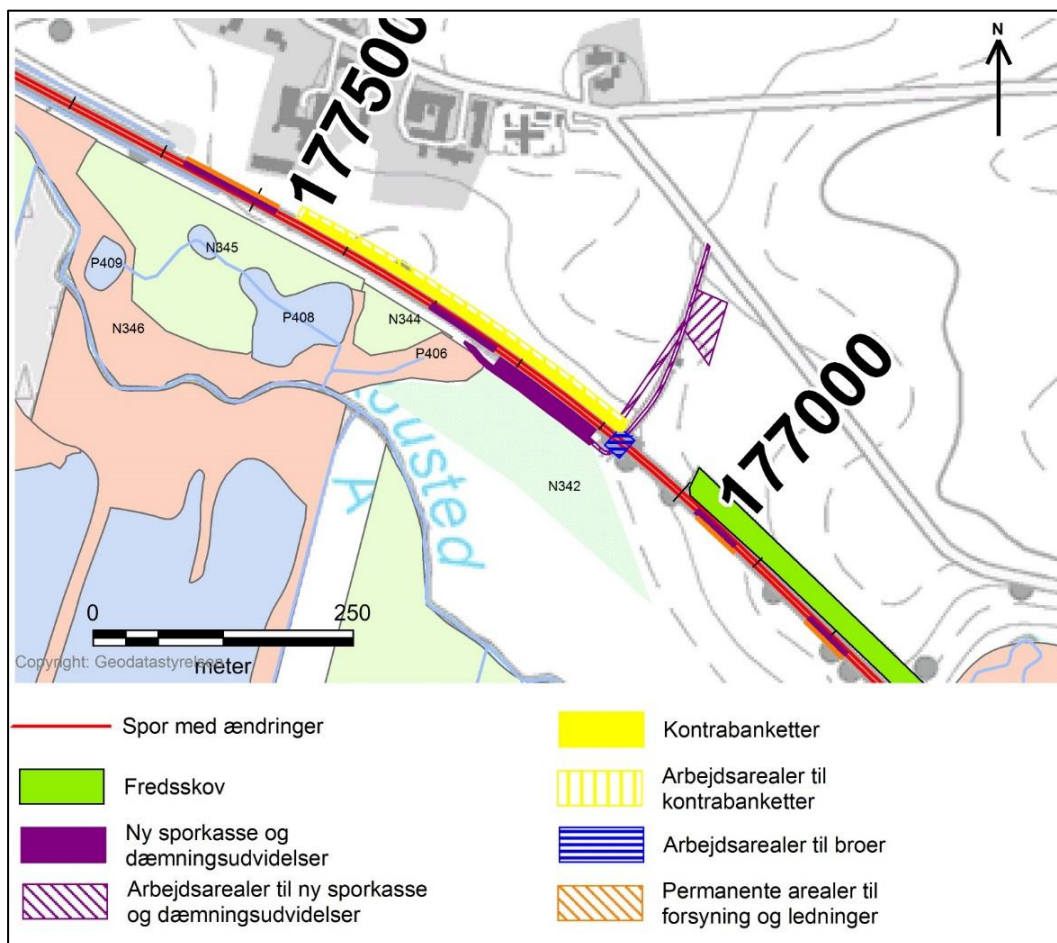 N
177500
N345
P409
P408
N344
N346
P406
177000
N342
usted
A
0
250
meter
Copyright: Geodatastyrelsen
Spor med ændringer
Fredsskov
Ny sporkasse og
dæmningsudvidelser
Arbejdsarealer til ny sporkasse
og dæmningsudvidelser
Kontrabanketter
Arbejdsarealer til
kontrabanketter
Arbejdsarealer til broer
Permanente arealer til
forsyning og ledninger